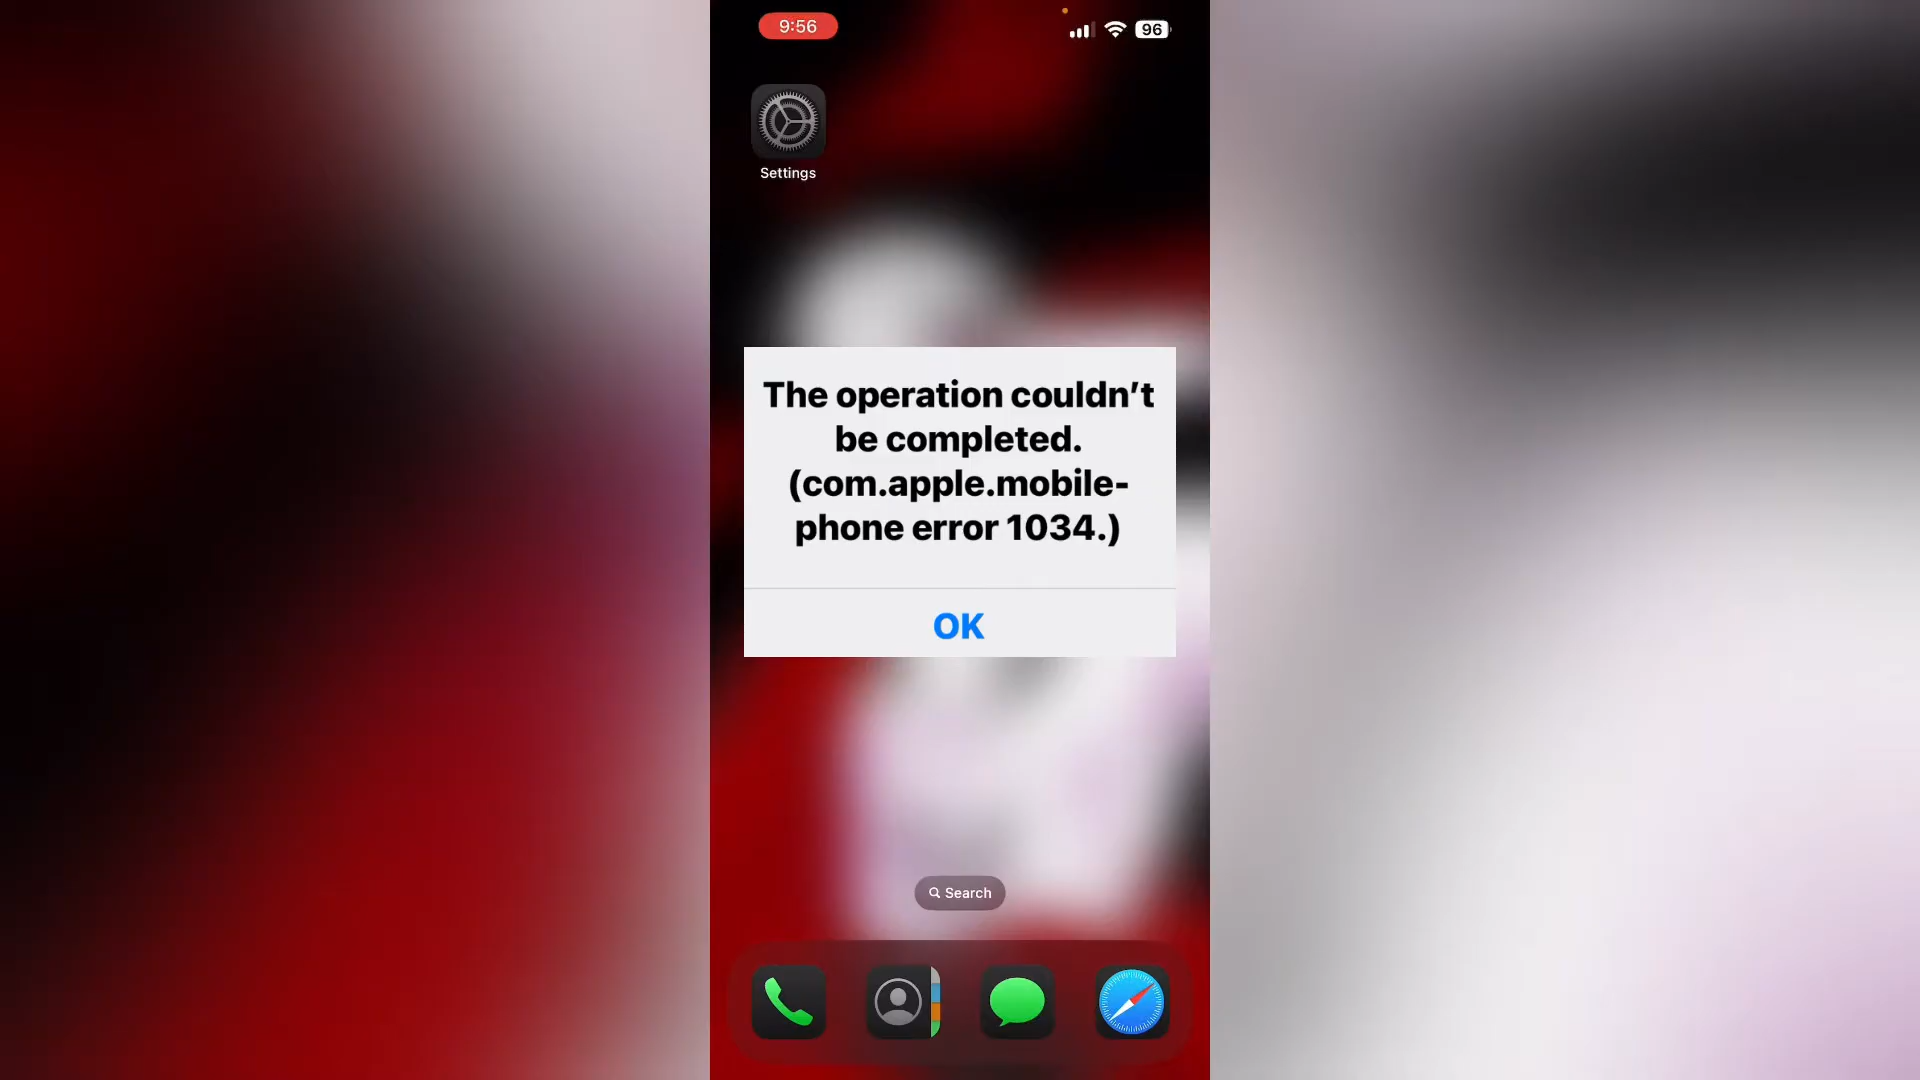 9:56
96
Settings
The operation couldn’t
be completed.
(com.apple.mobile-
phone error 1034.)
OK
Search